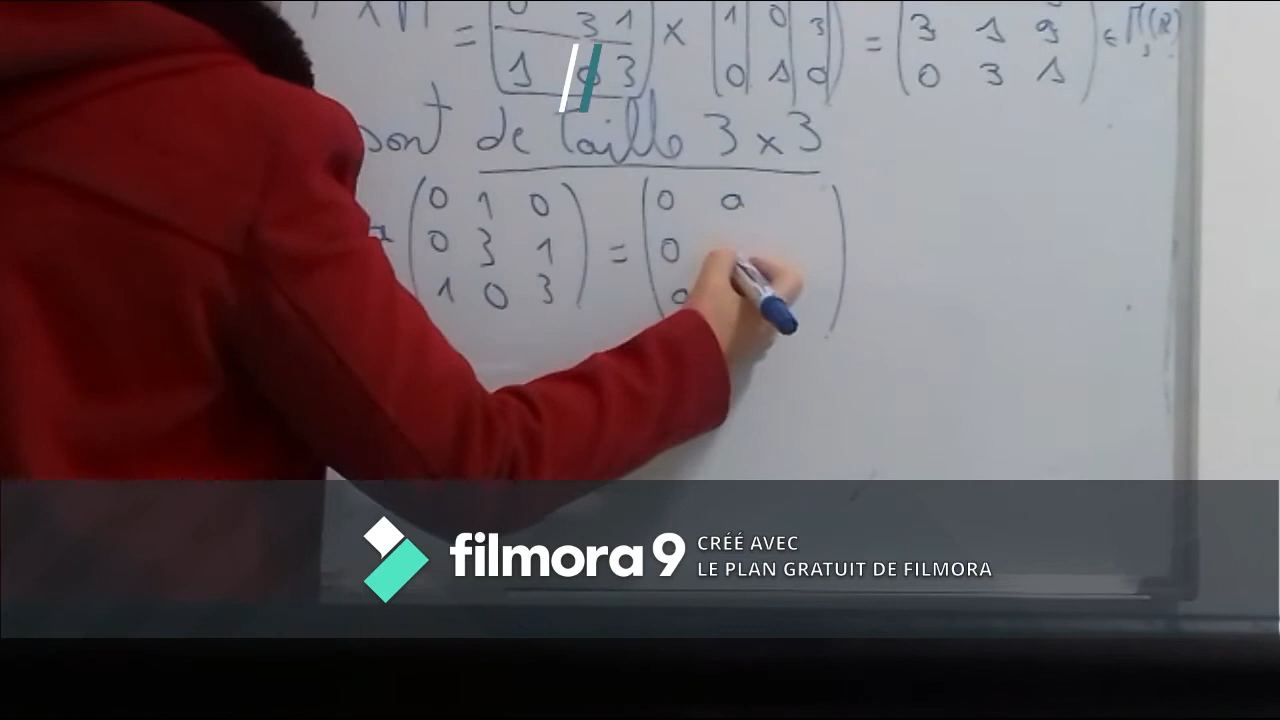 = ( 3 1 / 1 0 3 ) × ( 1 0 3 / 0 1 0 ) = ( 3 1 9 / 0 3 1 ) ∈
sont de taille 3 x 3
( 0 1 0 / 0 3 1 / 1 0 3 ) = ( 0 a / 0 / a )
filmora9
CRÉÉ AVEC
LE PLAN GRATUIT DE FILMORA